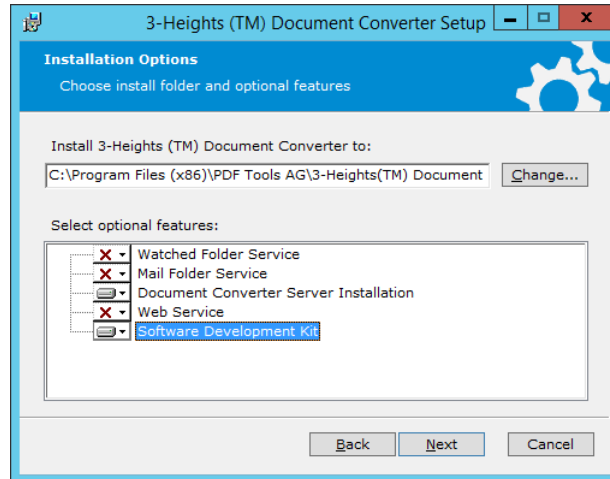 3-Heights (TM) Document Converter Setup
Installation Options
Choose install folder and optional features
Install 3-Heights (TM) Document Converter to:
C:\Program Files (x86)\PDF Tools AG\3-Heights(TM) Document
Change...
Select optional features:
Watched Folder Service
Mail Folder Service
Document Converter Server Installation
Web Service
Software Development Kit
Back Next Cancel